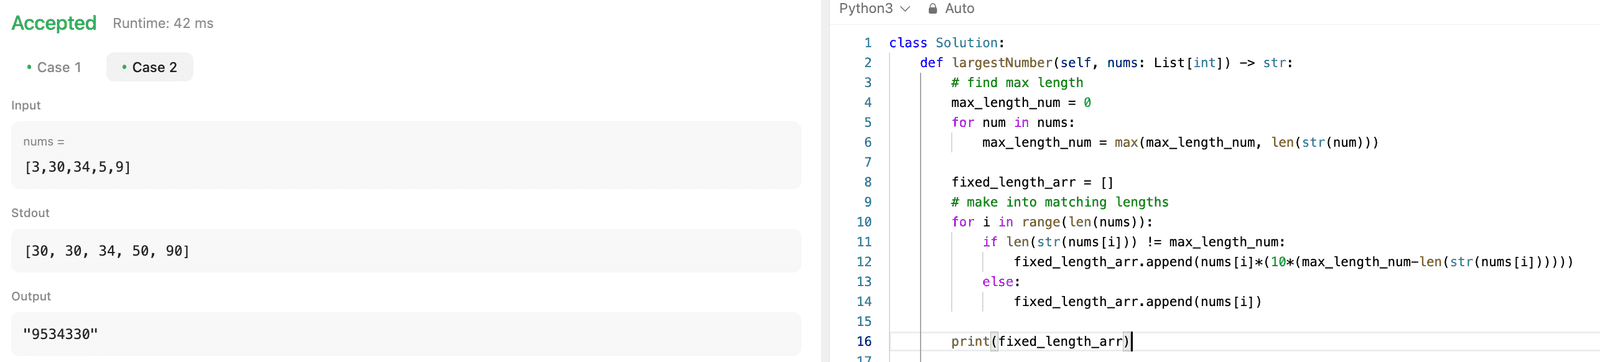 Accepted Runtime: 42 ms
• Case 1 • Case 2
Input
nums =
[3,30,34,5,9]
Stdout
[30, 30, 34, 50, 90]
Output
"9534330"
Python3 Auto
1 class Solution:
2     def largestNumber(self, nums: List[int]) -> str:
3         # find max length
4         max_length_num = 0
5         for num in nums:
6             max_length_num = max(max_length_num, len(str(num)))
7
8         fixed_length_arr = []
9         # make into matching lengths
10         for i in range(len(nums)):
11             if len(str(nums[i])) != max_length_num:
12                 fixed_length_arr.append(nums[i]*(10*(max_length_num-len(str(nums[i])))))
13             else:
14                 fixed_length_arr.append(nums[i])
15
16         print(fixed_length_arr)
17